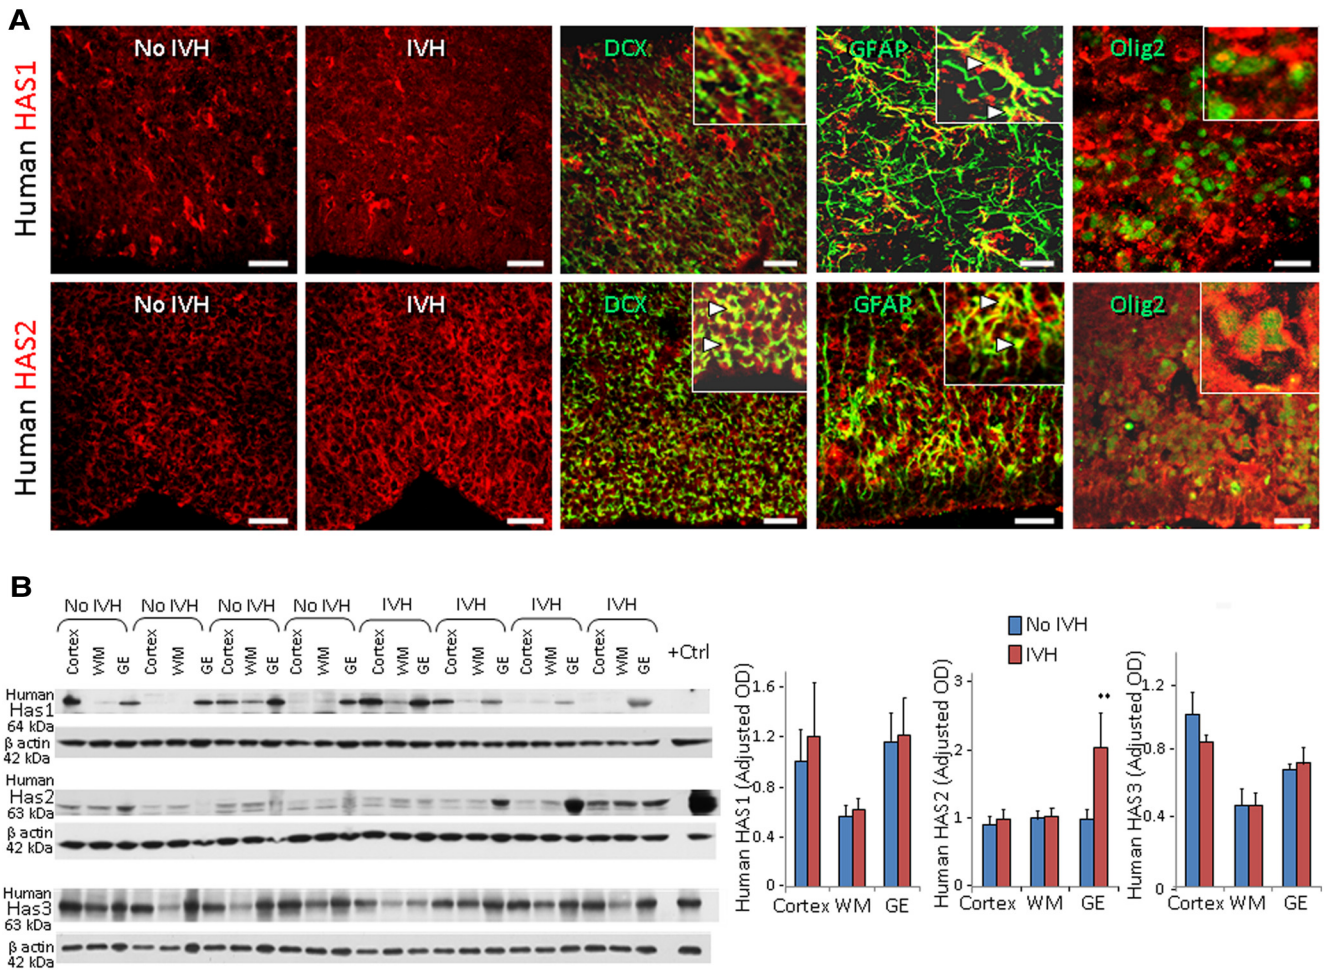 A
Human HAS1
No IVH
IVH
DCX
GFAP
Olig2
Human HAS2
No IVH
IVH
DCX
GFAP
Olig2
B
No IVH No IVH No IVH No IVH IVH IVH IVH IVH
Cortex WM GE Cortex WM GE Cortex WM GE Cortex WM GE Cortex WM GE Cortex WM GE Cortex WM GE Cortex WM GE +Ctrl
Human
Has1
64 kDa
β actin
42 kDa
Human
Has2
63 kDa
β actin
42 kDa
Human
Has3
63 kDa
β actin
42 kDa
No IVH
IVH
Human HAS1 (Adjusted OD)
1.6
1.2
0.8
0.4
0
Cortex WM GE
Human HAS2 (Adjusted OD)
3
2
1
0
Cortex WM GE
Human HAS3 (Adjusted OD)
1.2
0.8
0.4
0
Cortex WM GE